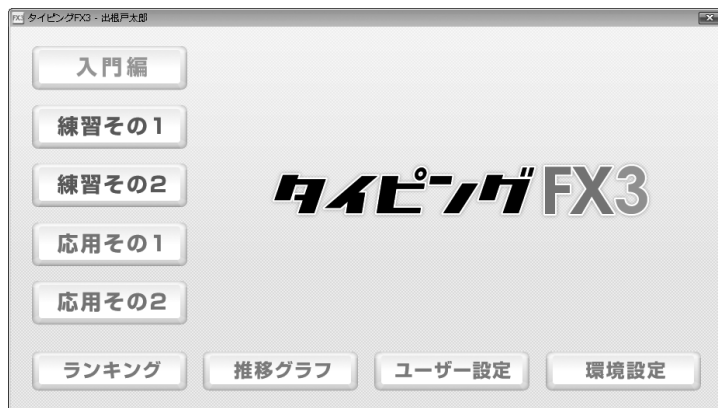 FX3 タイピングFX3 - 出根戸太郎
入門編
練習その1
練習その2
タイピングFX3
応用その1
応用その2
ランキング
推移グラフ
ユーザー設定
環境設定